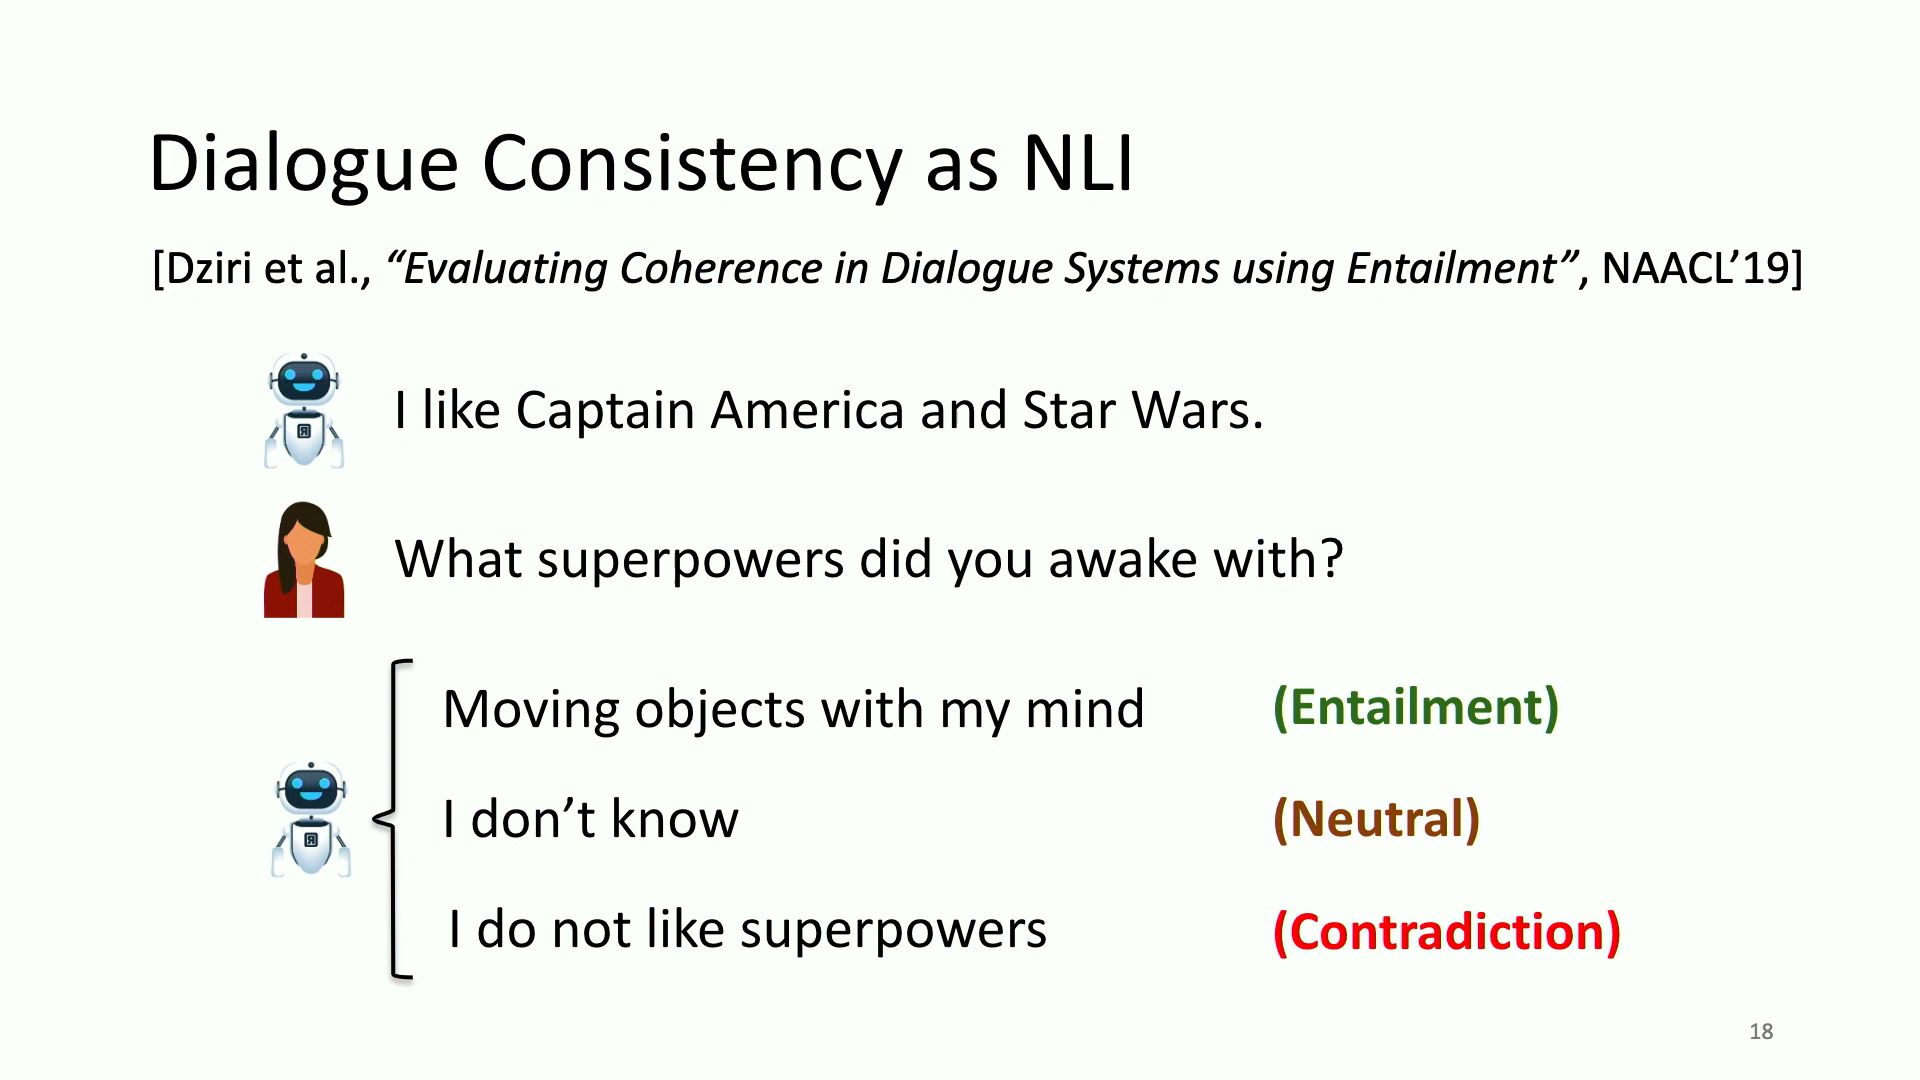 Dialogue Consistency as NLI
[Dziri et al., “Evaluating Coherence in Dialogue Systems using Entailment”, NAACL’19]
I like Captain America and Star Wars.
What superpowers did you awake with?
Moving objects with my mind (Entailment)
I don’t know (Neutral)
I do not like superpowers (Contradiction)
18